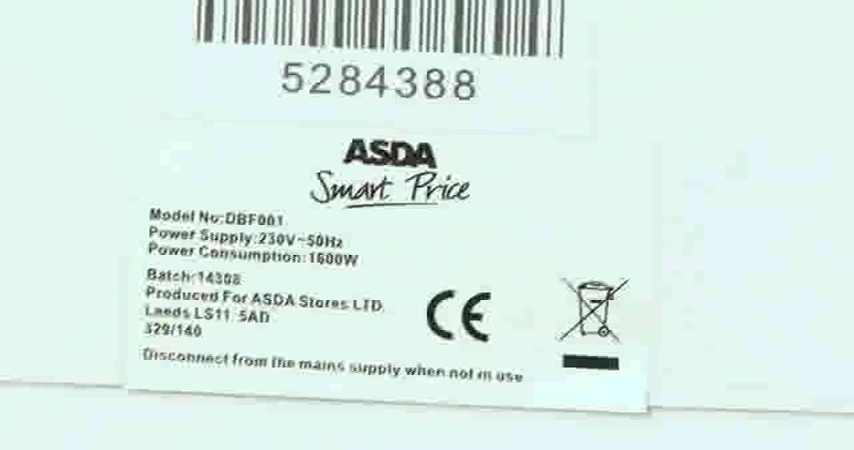 5284388
ASDA
Smart Price
Model No:DBF001
Power Supply:230V~50Hz
Power Consumption:1600W
Batch:14308
Produced For ASDA Stores LTD.
Leeds LS11 5AD
329/140
CE
Disconnect from the mains supply when not in use